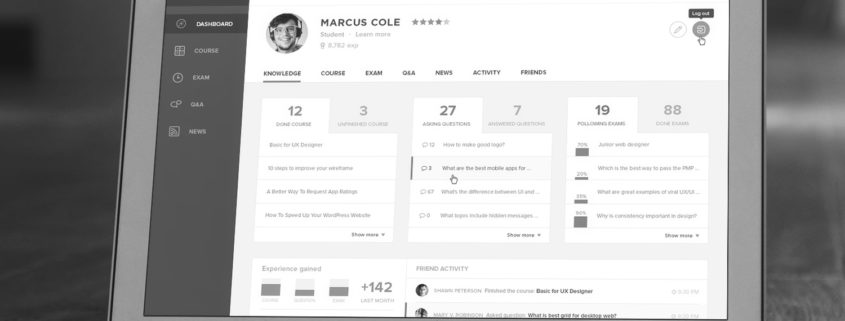 Log out
MARCUS COLE
Student · Learn more
8,782 exp
DASHBOARD
COURSE
EXAM
Q&A
NEWS
KNOWLEDGE COURSE EXAM Q&A NEWS ACTIVITY FRIENDS
12 3
DONE COURSE UNFINISHED COURSE
Basic for UX Designer
10 steps to improve your wireframe
A Better Way To Request App Ratings
How To Speed Up Your WordPress Website
Show more
27 7
ASKING QUESTIONS ANSWERED QUESTIONS
12 How to make good logo?
3 What are the best mobile apps for ...
67 What's the difference between UI and ...
0 What logos include hidden messages...
Show more
19 88
FOLLOWING EXAMS DONE EXAMS
70% Junior web designer
20% Which is the best way to pay the PMP ...
35% What are great examples of viral UX/UI ...
90% Why is consistency important in design?
Show more
Experience gained
COURSE QUESTION EXAM
+142
LAST MONTH
FRIEND ACTIVITY
SHAWN PETERSON Finished the course: Basic for UX Designer 9:20 PM
MARY V. ROBINSON Asked question: What is best grid for desktop web? 9:20 PM